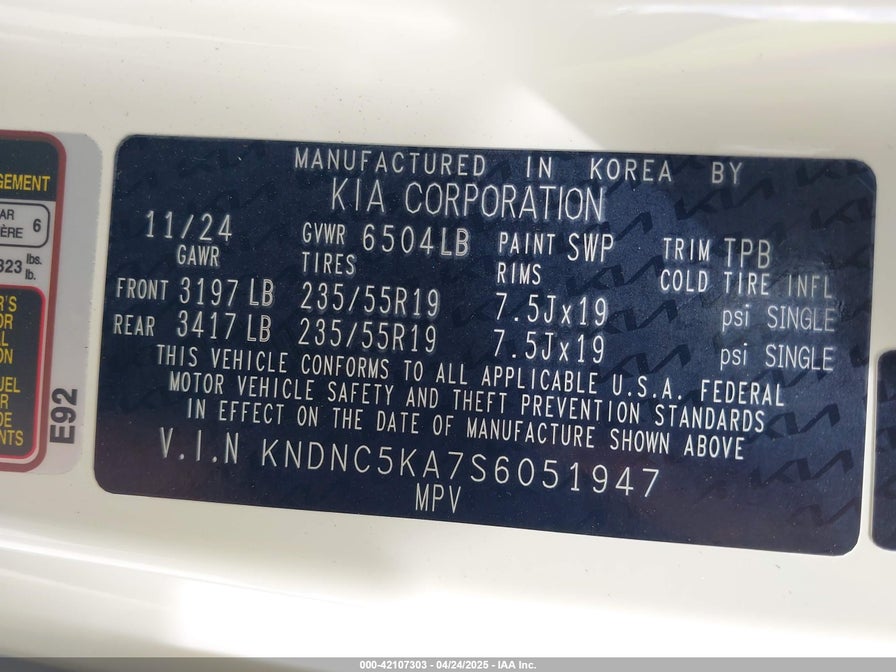 MANUFACTURED IN KOREA BY
KIA CORPORATION
11/24 GVWR 6504LB PAINT SWP TRIM TPB
GAWR TIRES RIMS COLD TIRE INFL
FRONT 3197 LB 235/55R19 7.5Jx19 psi SINGLE
REAR 3417 LB 235/55R19 7.5Jx19 psi SINGLE
THIS VEHICLE CONFORMS TO ALL APPLICABLE U.S.A. FEDERAL
MOTOR VEHICLE SAFETY AND THEFT PREVENTION STANDARDS
IN EFFECT ON THE DATE OF MANUFACTURE SHOWN ABOVE
V.I.N KNDNC5KA7S6051947
MPV
6
lbs.
lb.
E92
000-42107303 — 04/24/2025 — IAA Inc.